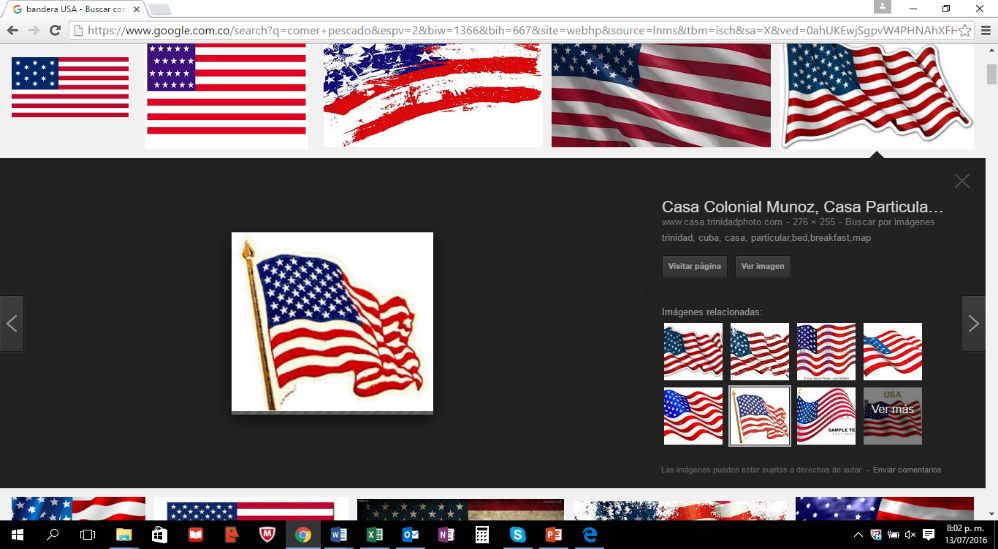 bandera USA - Buscar con
https://www.google.com.co/search?q=comer+pescado&espv=2&biw=1366&bih=667&site=webhp&source=lnms&tbm=isch&sa=X&ved=0ahUKEwjSgpvW4PHNAhXFH
Casa Colonial Munoz, Casa Particula...
www.casa.trinidadphoto.com - 276 × 255 - Buscar por imágenes
trinidad, cuba, casa, particular,bed,breakfast,map
Visitar página
Ver imagen
Imágenes relacionadas:
SAMPLE TE
USA
Ver más
Las imágenes pueden estar sujetas a derechos de autor. - Enviar comentarios
8:02 p. m.
13/07/2016